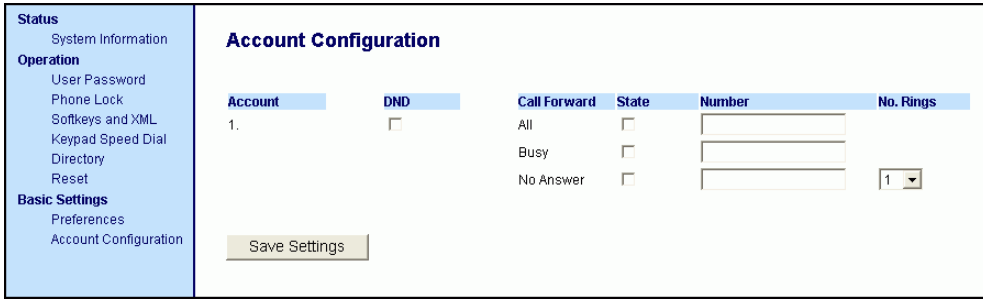 Status
System Information
Operation
User Password
Phone Lock
Softkeys and XML
Keypad Speed Dial
Directory
Reset
Basic Settings
Preferences
Account Configuration
Account Configuration
Account DND Call Forward State Number No. Rings
1. All
Busy
No Answer 1
Save Settings